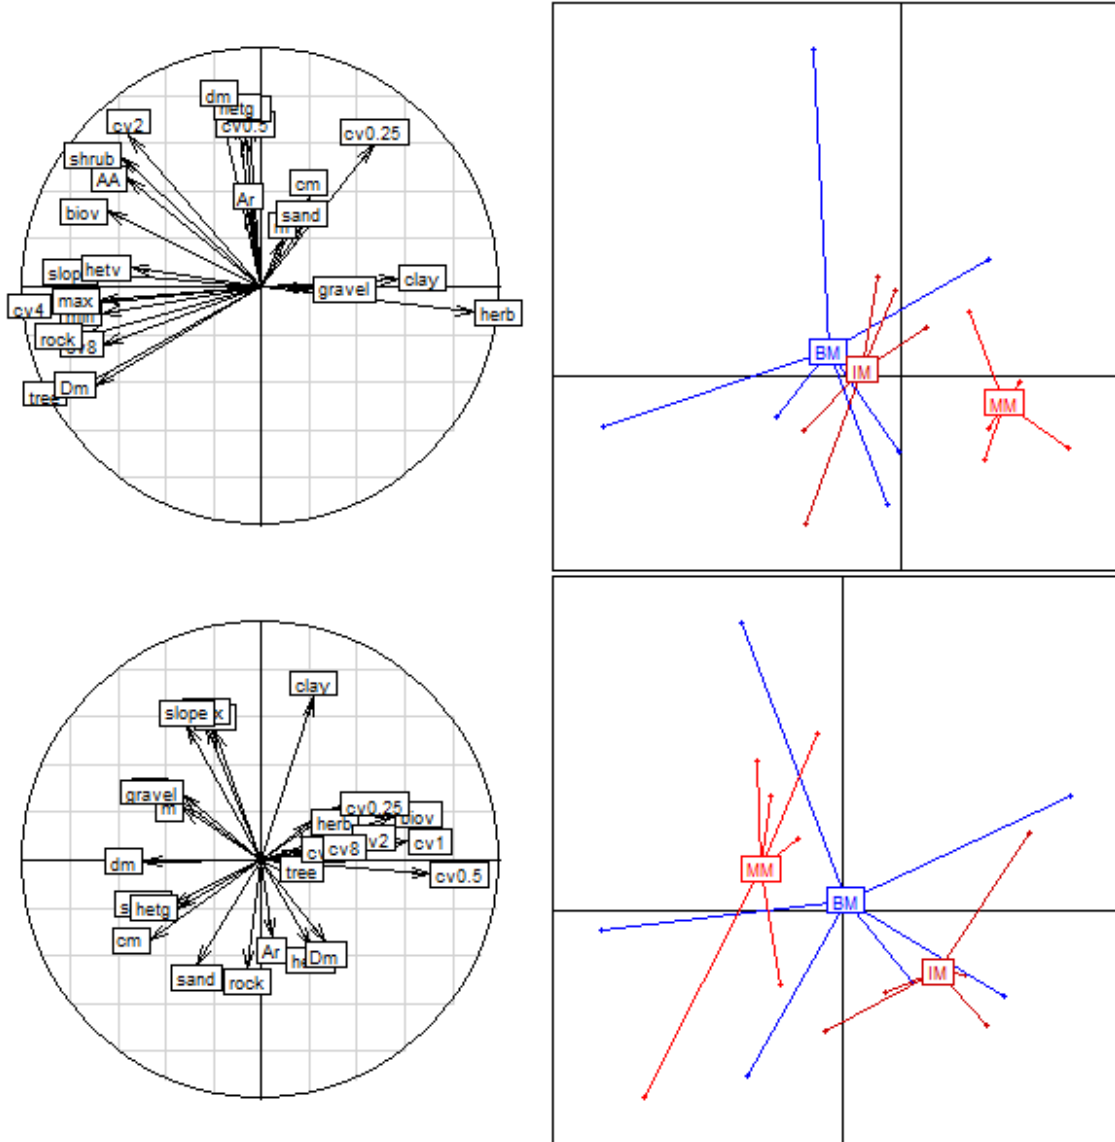 dm
hetg
cv0.5
cv2
cv0.25
shrub
AA
cm
Ar
sand
biov
slop
hetv
clay
gravel
max
cv4
herb
rock
Dm
tree
BM
IM
MM
clay
slope
x
gravel
m
cv0.25
herb
biov
cv8
cv1
dm
tree
cv0.5
hetg
cm
Ar
Dm
sand
rock
MM
BM
IM